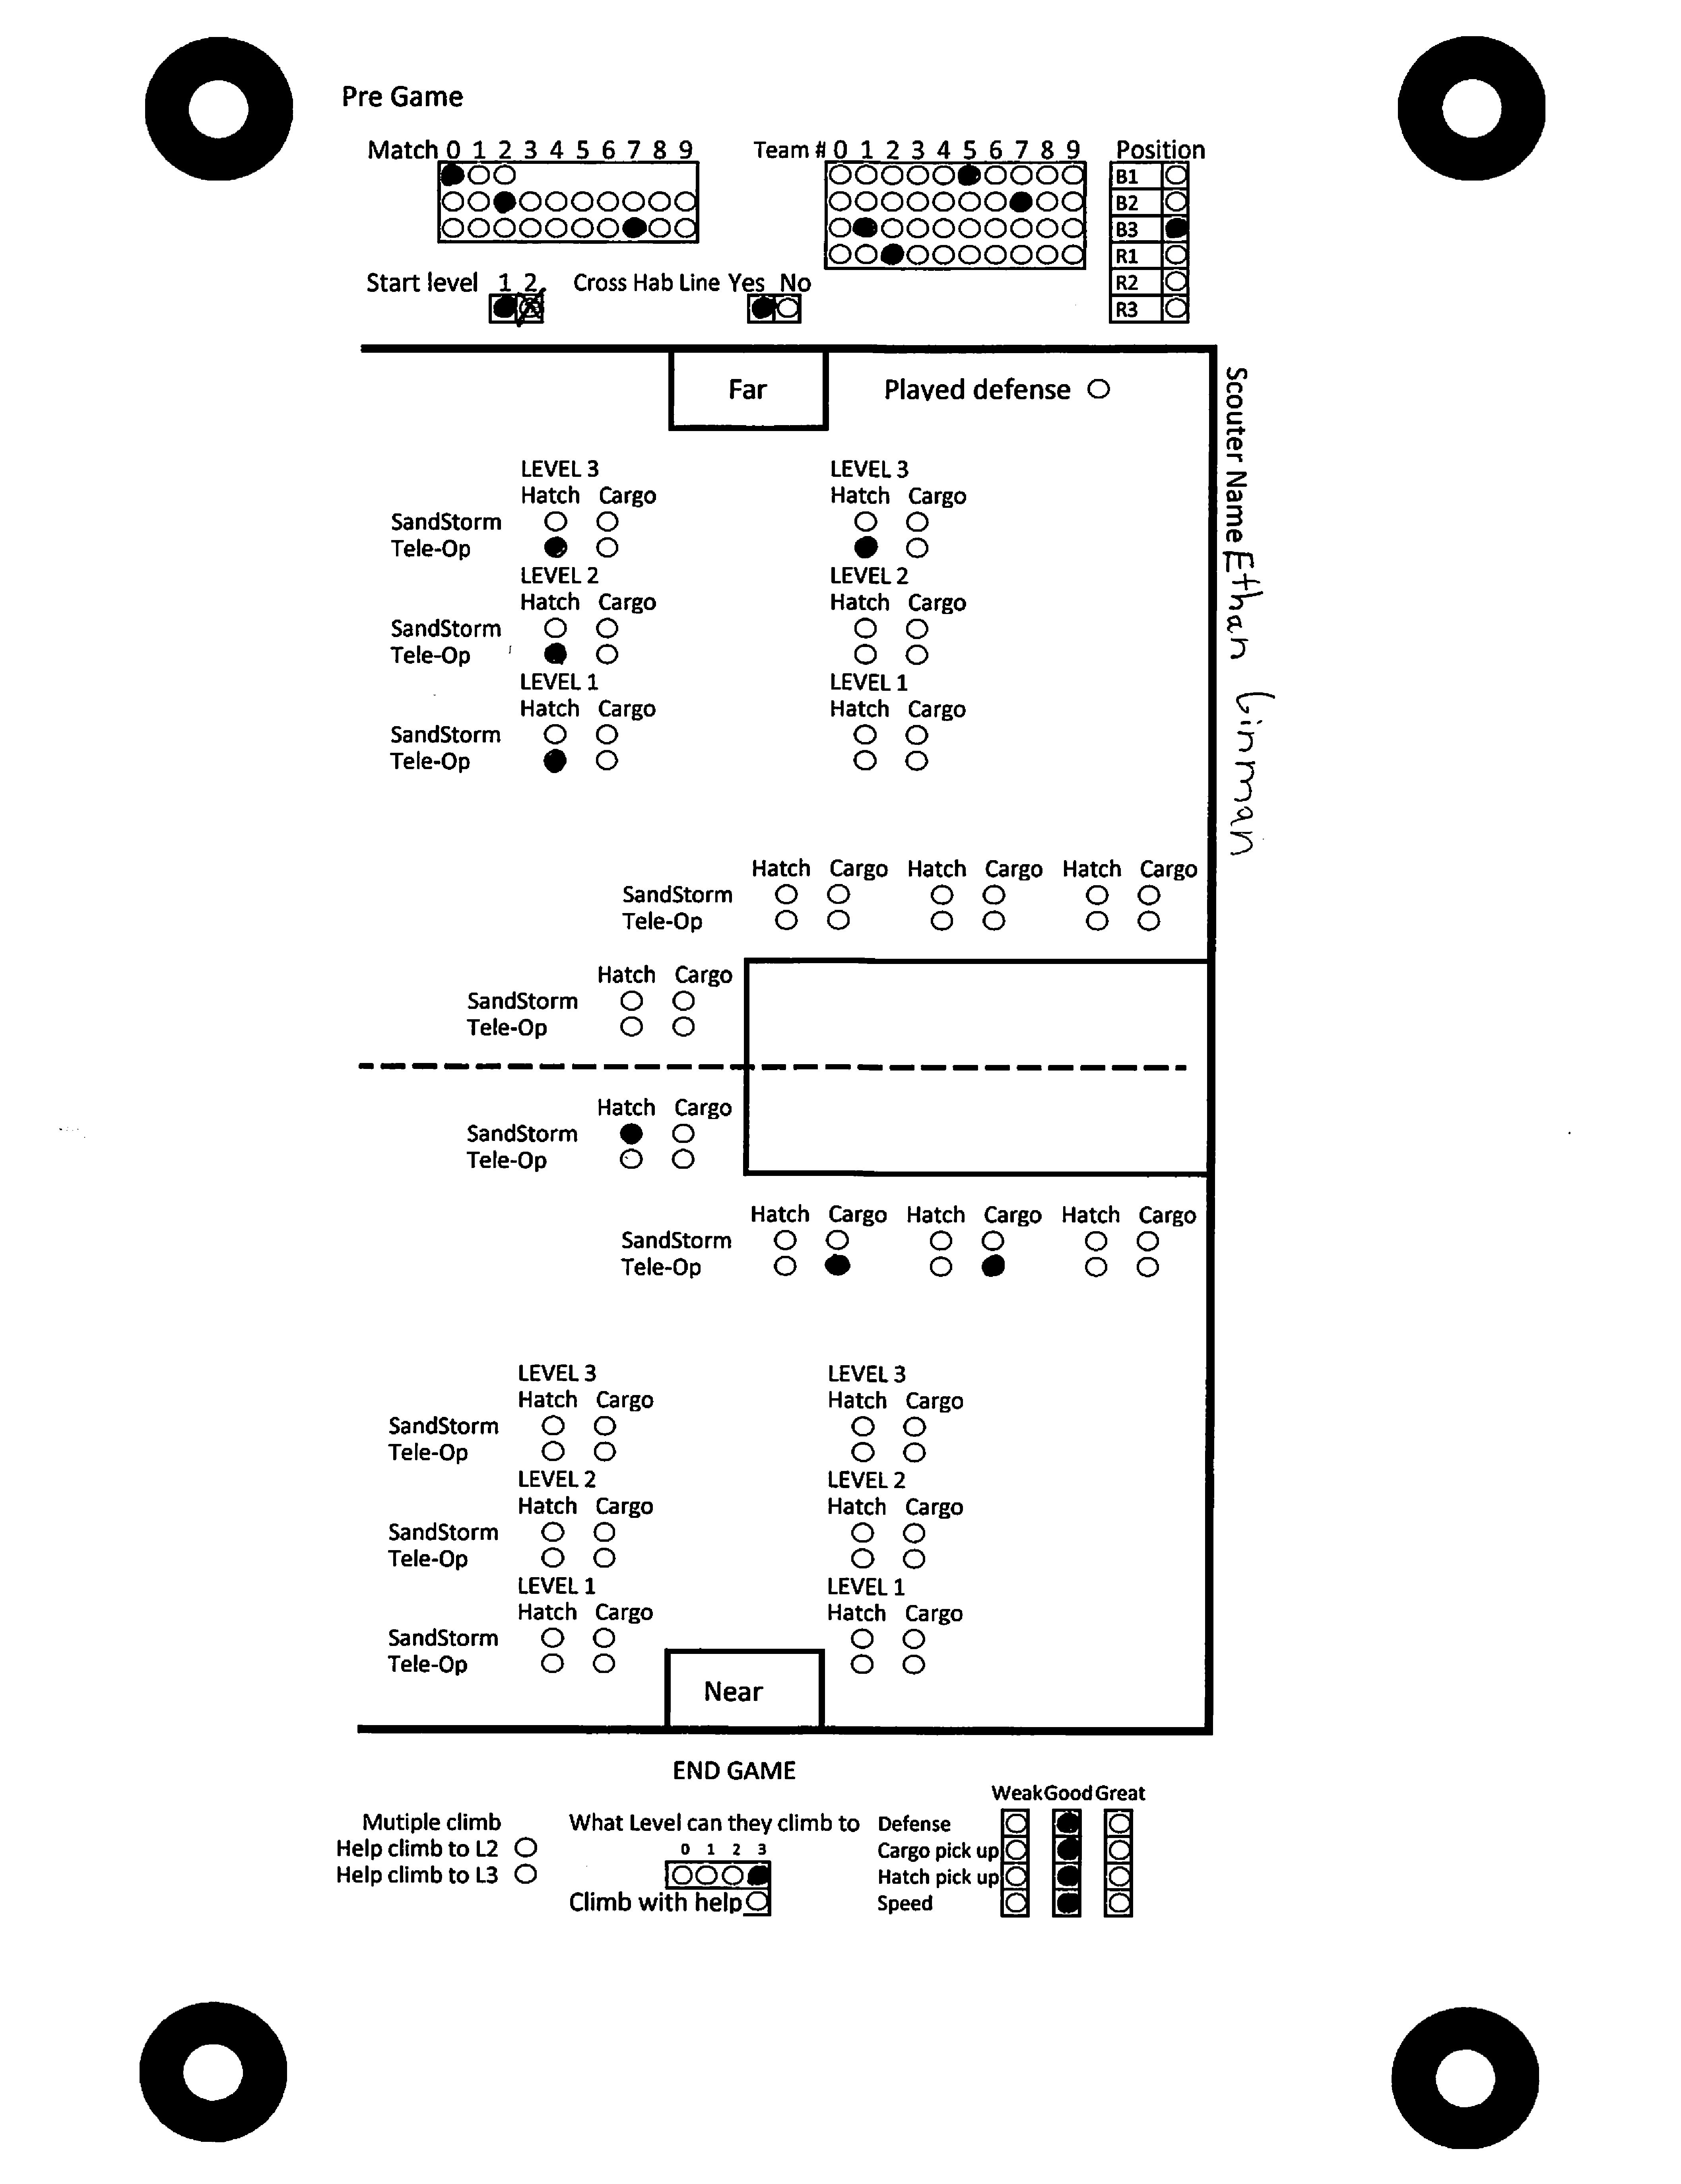 Pre Game
Match 0 1 2 3 4 5 6 7 8 9
Team # 0 1 2 3 4 5 6 7 8 9
Position
B1
B2
B3
R1
R2
R3
Start level 1 2
Cross Hab Line Yes No
Far
Played defense
Scouter Name Ethan Ginman
LEVEL 3 LEVEL 3
Hatch Cargo Hatch Cargo
SandStorm
Tele-Op
LEVEL 2 LEVEL 2
Hatch Cargo Hatch Cargo
SandStorm
Tele-Op
LEVEL 1 LEVEL 1
Hatch Cargo Hatch Cargo
SandStorm
Tele-Op
Hatch Cargo Hatch Cargo Hatch Cargo
SandStorm
Tele-Op
Hatch Cargo
SandStorm
Tele-Op
Hatch Cargo
SandStorm
Tele-Op
Hatch Cargo Hatch Cargo Hatch Cargo
SandStorm
Tele-Op
LEVEL 3 LEVEL 3
Hatch Cargo Hatch Cargo
SandStorm
Tele-Op
LEVEL 2 LEVEL 2
Hatch Cargo Hatch Cargo
SandStorm
Tele-Op
LEVEL 1 LEVEL 1
Hatch Cargo Hatch Cargo
SandStorm
Tele-Op
Near
END GAME
Mutiple climb
Help climb to L2
Help climb to L3
What Level can they climb to
0 1 2 3
Climb with help
Weak Good Great
Defense
Cargo pick up
Hatch pick up
Speed